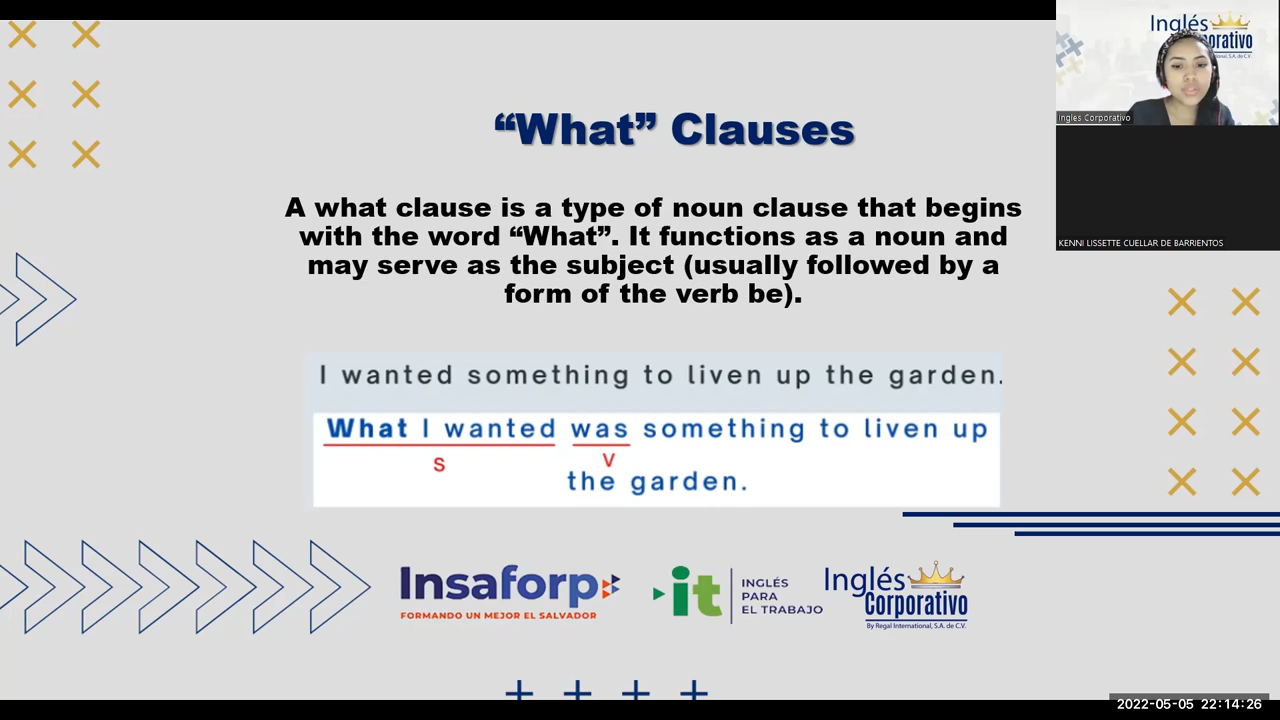 “What” Clauses
A what clause is a type of noun clause that begins
with the word “What”. It functions as a noun and
may serve as the subject (usually followed by a
form of the verb be).
I wanted something to liven up the garden.
What I wanted was something to liven up
S
V
the garden.
Insaforp
FORMANDO UN MEJOR EL SALVADOR
it
INGLÉS
PARA
EL TRABAJO
Inglés
Corporativo
By Regal International, S.A. de C.V.
Inglés
orporativo
Ingles Corporativo
KENNI LISSETTE CUELLAR DE BARRIENTOS
2022-05-05 22:14:26